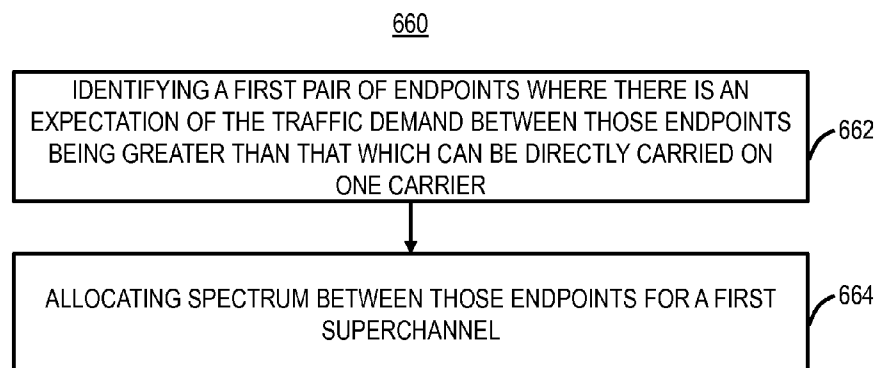 660
IDENTIFYING A FIRST PAIR OF ENDPOINTS WHERE THERE IS AN
EXPECTATION OF THE TRAFFIC DEMAND BETWEEN THOSE ENDPOINTS
BEING GREATER THAN THAT WHICH CAN BE DIRECTLY CARRIED ON
ONE CARRIER
662
ALLOCATING SPECTRUM BETWEEN THOSE ENDPOINTS FOR A FIRST
SUPERCHANNEL
664